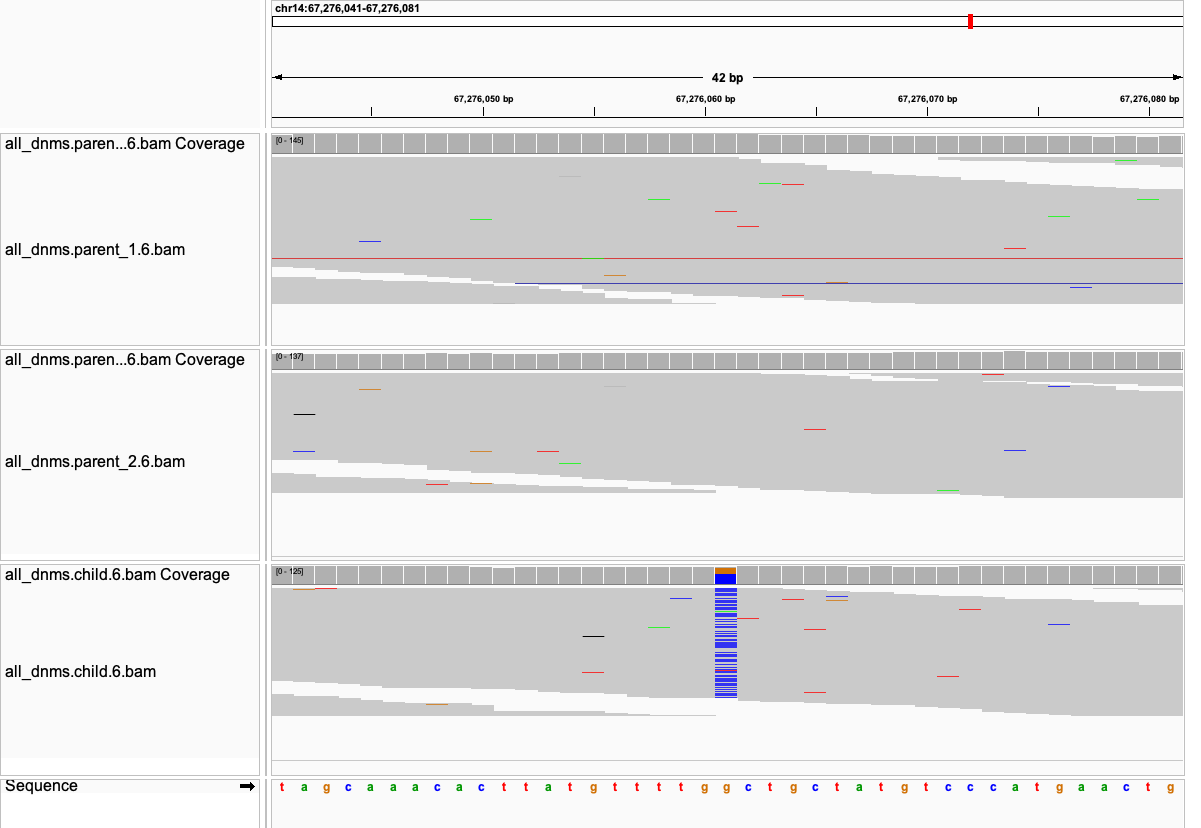 chr14:67,276,041-67,276,081
42 bp
67,276,050 bp 67,276,060 bp 67,276,070 bp 67,276,080 bp
all_dnms.paren...6.bam Coverage
[0 - 145]
all_dnms.parent_1.6.bam
all_dnms.paren...6.bam Coverage
[0 - 137]
all_dnms.parent_2.6.bam
all_dnms.child.6.bam Coverage
[0 - 125]
all_dnms.child.6.bam
Sequence t a g c a a a c a c t t a t g t t t t g g c t g c t a t g t c c c a t g a a c t g